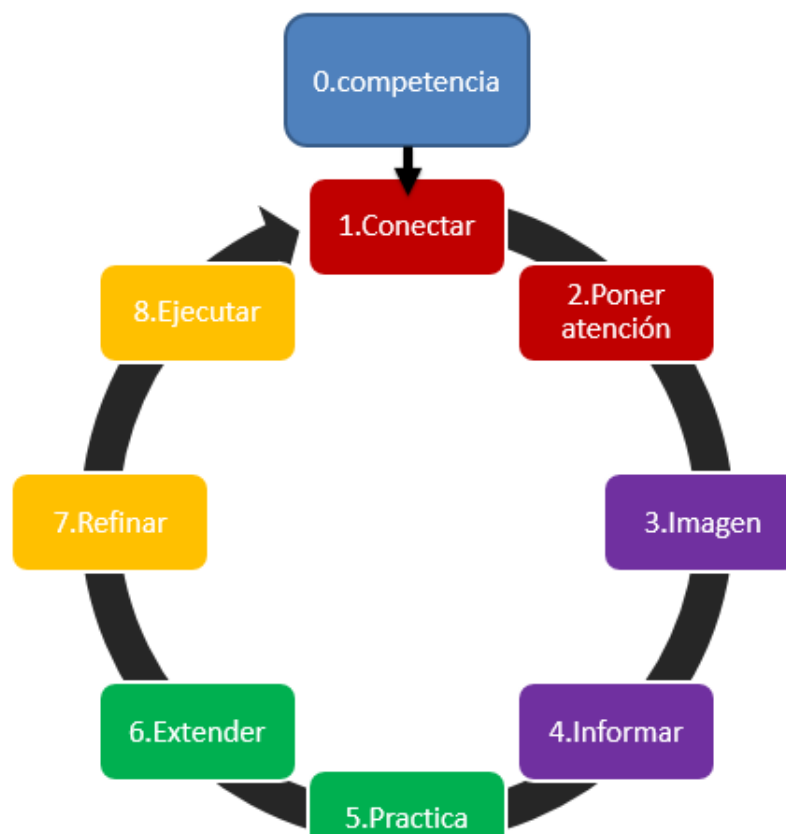 0.competencia
1.Conectar
2.Poner
atención
3.Imagen
4.Informar
5.Practica
6.Extender
7.Refinar
8.Ejecutar